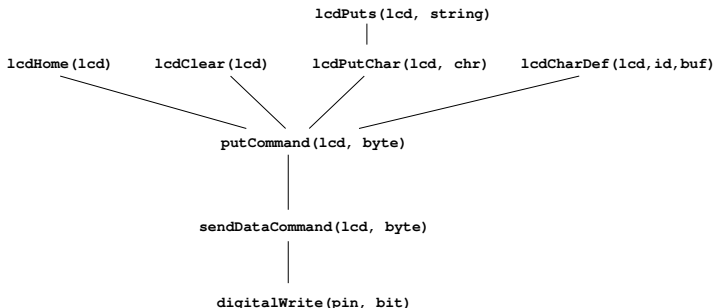 lcdPuts(lcd, string)
lcdHome(lcd) lcdClear(lcd) lcdPutChar(lcd, chr) lcdCharDef(lcd,id,buf)
putCommand(lcd, byte)
sendDataCommand(lcd, byte)
digitalWrite(pin, bit)